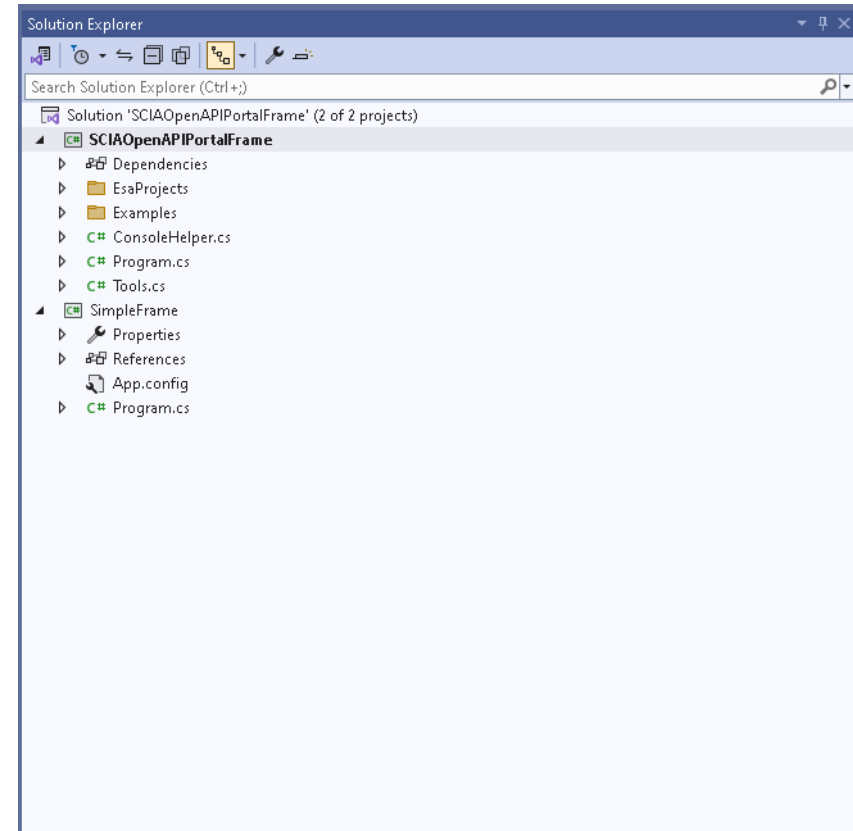 Solution Explorer
Search Solution Explorer (Ctrl+;)
Solution 'SCIAOpenAPIPortalFrame' (2 of 2 projects)
C# SCIAOpenAPIPortalFrame
Dependencies
EsaProjects
Examples
C# ConsoleHelper.cs
C# Program.cs
C# Tools.cs
C# SimpleFrame
Properties
References
App.config
C# Program.cs